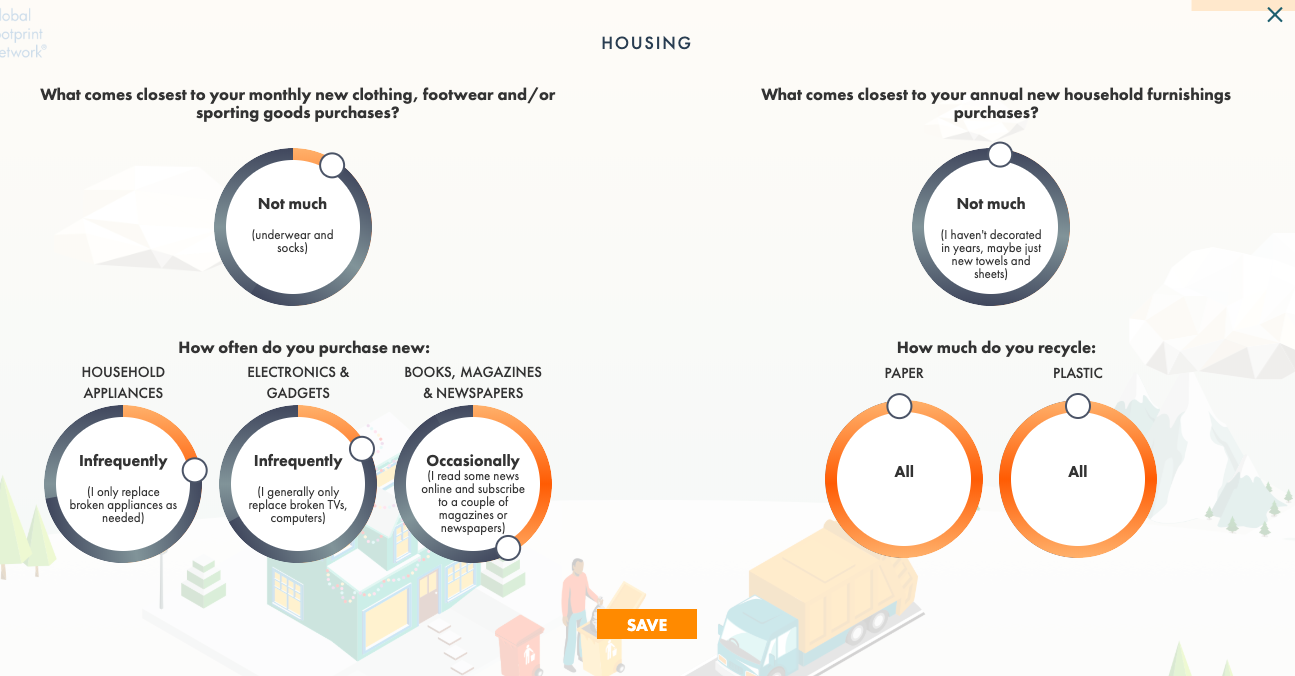 lobal
ootprint
etwork®
HOUSING
What comes closest to your monthly new clothing, footwear and/or
sporting goods purchases?
Not much
(underwear and
socks)
What comes closest to your annual new household furnishings
purchases?
Not much
(I haven't decorated
in years, maybe just
new towels and
sheets)
How often do you purchase new:
HOUSEHOLD
APPLIANCES
Infrequently
(I only replace
broken appliances as
needed)
ELECTRONICS &
GADGETS
Infrequently
(I generally only
replace broken TVs,
computers)
BOOKS, MAGAZINES
& NEWSPAPERS
Occasionally
(I read some news
online and subscribe
to a couple of
magazines or
newspapers)
How much do you recycle:
PAPER
All
PLASTIC
All
SAVE